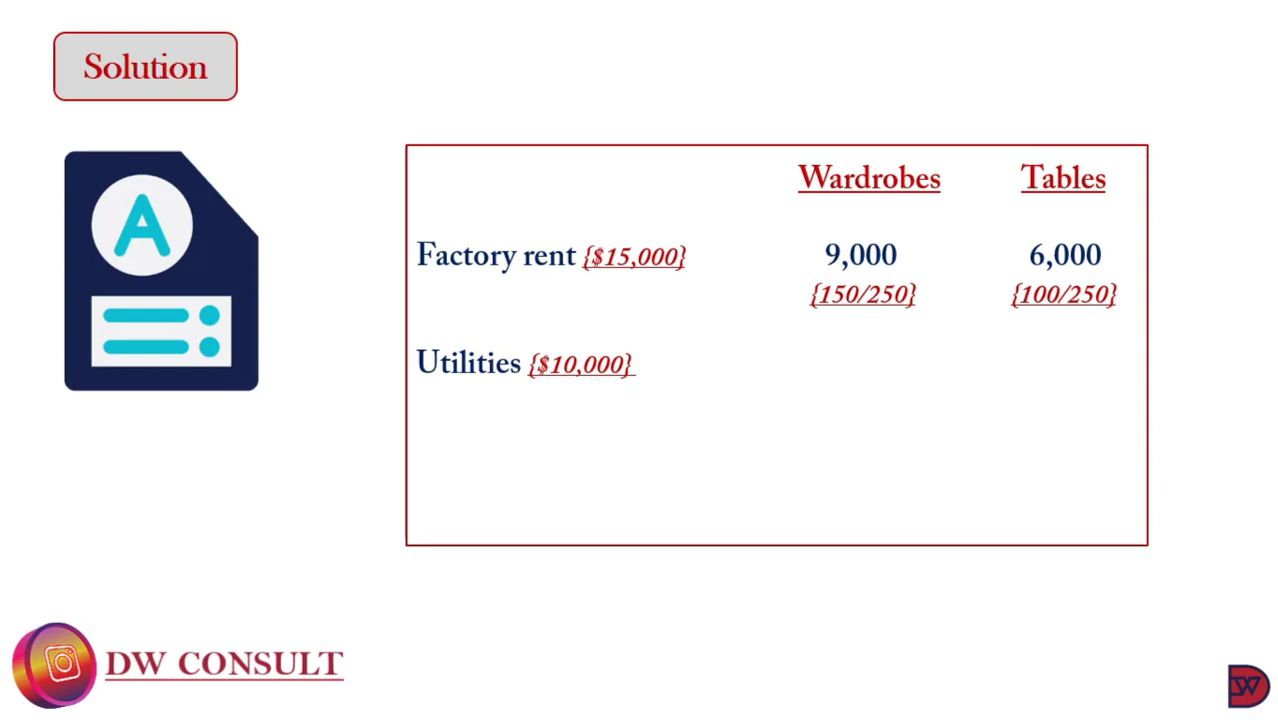 Solution
A
Wardrobes Tables
Factory rent {$15,000} 9,000 6,000
{150/250} {100/250}
Utilities {$10,000}
DW CONSULT
DW